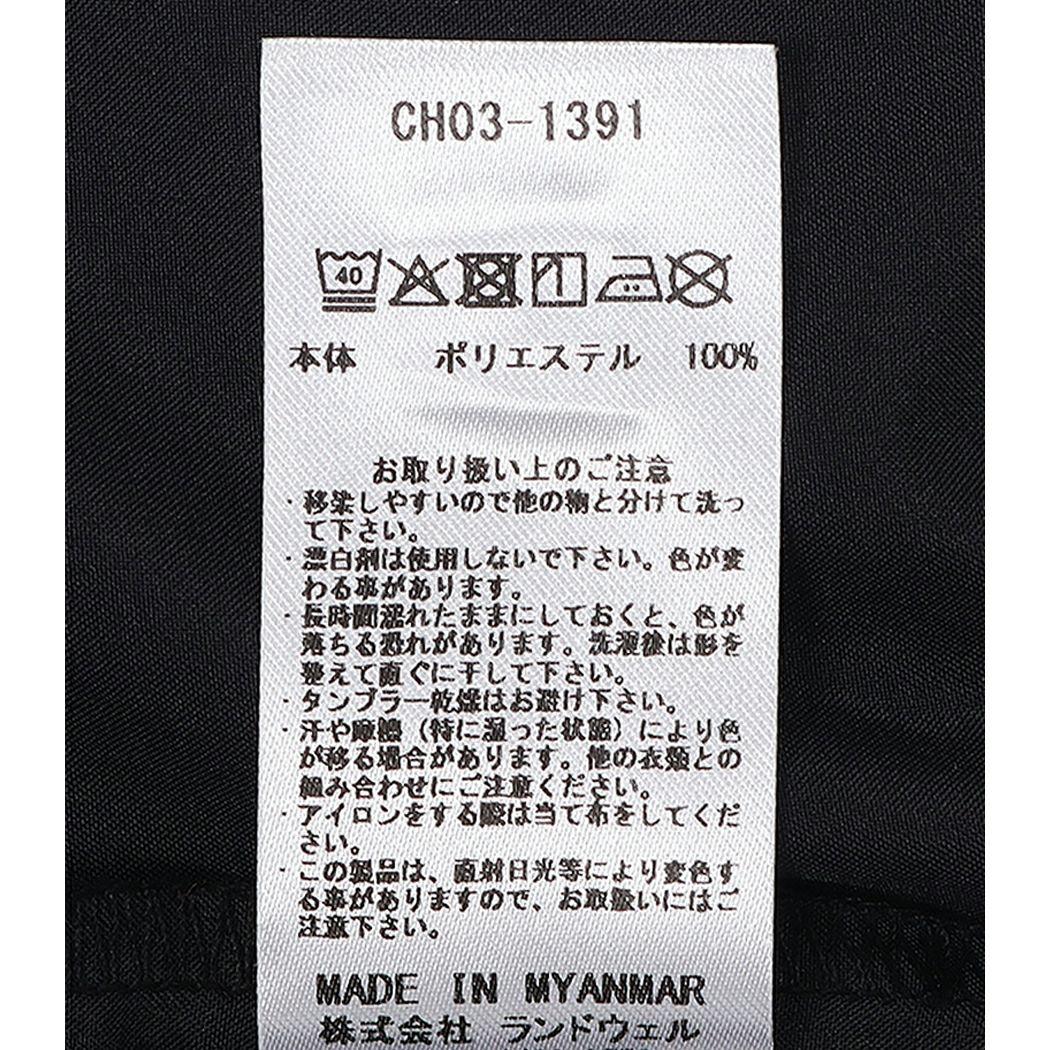 CH03-1391
40
本体 ポリエステル 100%
お取り扱い上のご注意
・移染しやすいので他の物と分けて洗っ
て下さい。
・漂白剤は使用しないで下さい。色が変
わる事があります。
・長時間濡れたままにしておくと、色が
落ちる恐れがあります。洗濯後は形を
整えて直ぐに干して下さい。
・タンブラー乾燥はお避け下さい。
・汗や摩擦（特に湿った状態）により色
が移る場合があります。他の衣類との
組み合わせにご注意ください。
・アイロンをする際は当て布をしてくだ
さい。
・この製品は、直射日光等により変色す
る事がありますので、お取扱いにはご
注意下さい。
MADE IN MYANMAR
株式会社 ランドウェル